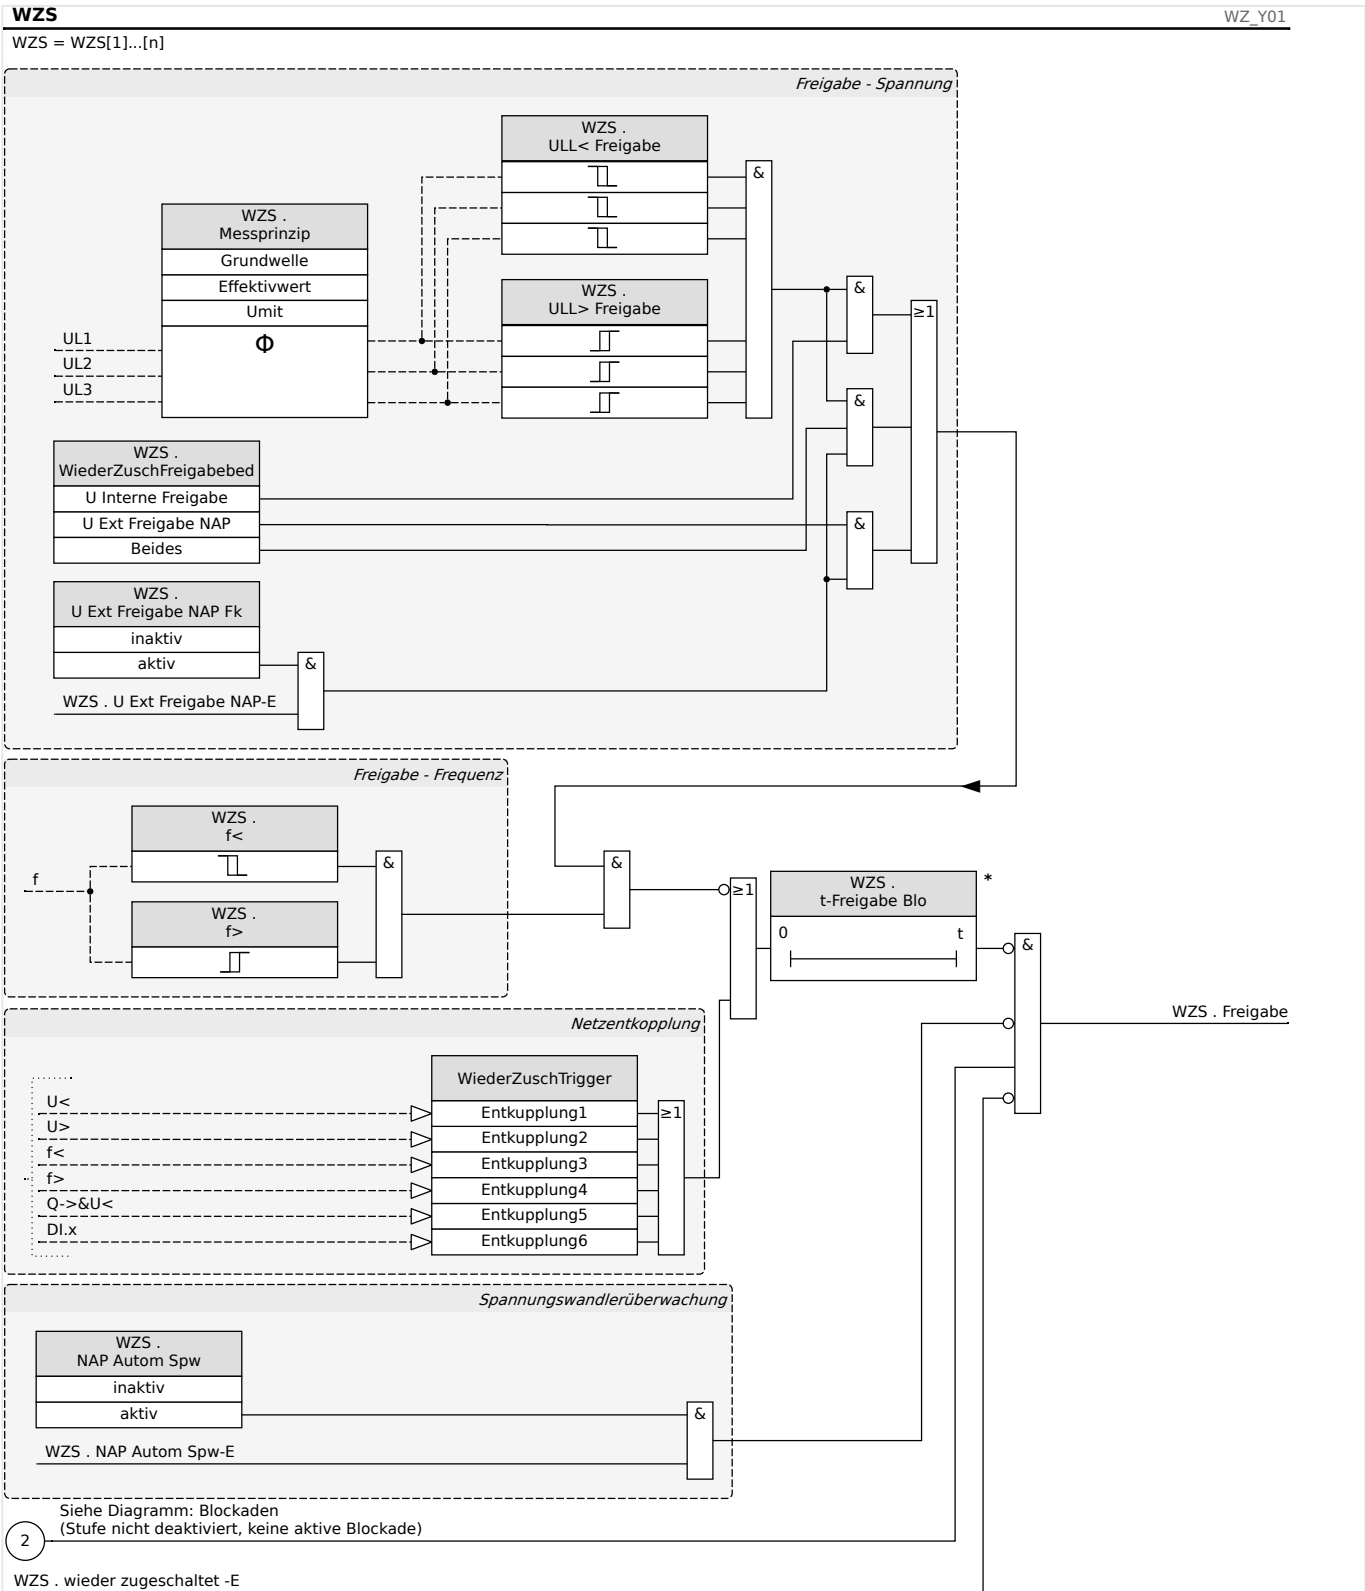 WZS
WZ_Y01
WZS = WZS[1]...[n]
Freigabe - Spannung
WZS .
ULL< Freigabe
&
WZS .
Messprinzip
Grundwelle
Effektivwert
Umit
Φ
WZS .
ULL> Freigabe
&
≥1
UL1
UL2
UL3
&
WZS .
WiederZuschFreigabebed
U Interne Freigabe
U Ext Freigabe NAP
Beides
&
WZS .
U Ext Freigabe NAP Fk
inaktiv
aktiv
&
WZS . U Ext Freigabe NAP-E
Freigabe - Frequenz
WZS .
f<
&
f
WZS .
f>
&
≥1
WZS .
t-Freigabe Blo
*
0
t
&
WZS . Freigabe
Netzentkopplung
WiederZuschTrigger
U<
Entkupplung1
≥1
U>
Entkupplung2
f<
Entkupplung3
f>
Entkupplung4
Q->&U<
Entkupplung5
DI.x
Entkupplung6
Spannungswandlerüberwachung
WZS .
NAP Autom Spw
inaktiv
aktiv
&
WZS . NAP Autom Spw-E
Siehe Diagramm: Blockaden
(Stufe nicht deaktiviert, keine aktive Blockade)
2
WZS . wieder zugeschaltet -E